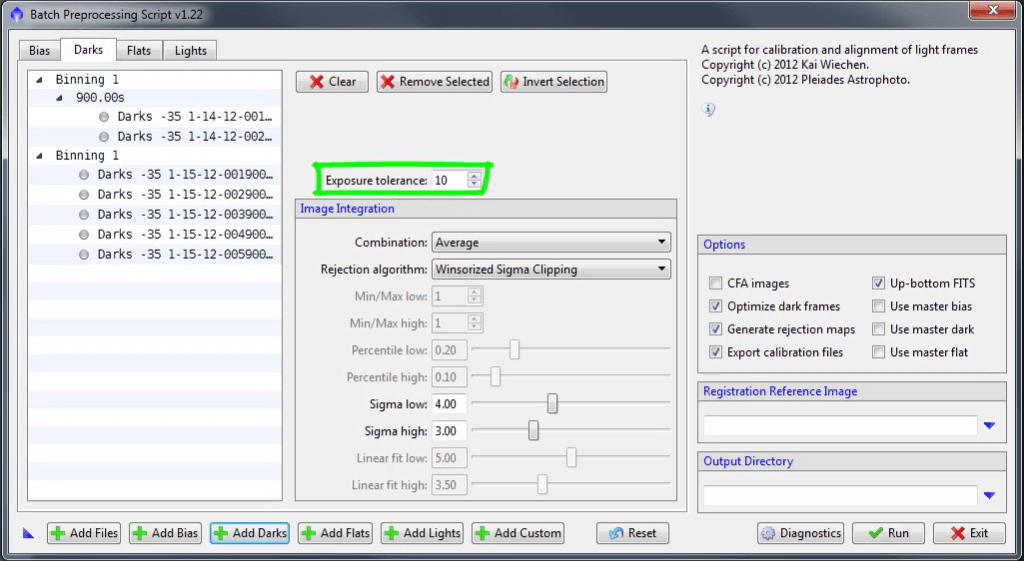 Batch Preprocessing Script v1.22
Bias Darks Flats Lights
Binning 1
900.00s
Darks -35 1-14-12-001...
Darks -35 1-14-12-002...
Binning 1
Darks -35 1-15-12-001900...
Darks -35 1-15-12-002900...
Darks -35 1-15-12-003900...
Darks -35 1-15-12-004900...
Darks -35 1-15-12-005900...
Clear Remove Selected Invert Selection
Exposure tolerance: 10
Image Integration
Combination: Average
Rejection algorithm: Winsorized Sigma Clipping
Min/Max low: 1
Min/Max high: 1
Percentile low: 0.20
Percentile high: 0.10
Sigma low: 4.00
Sigma high: 3.00
Linear fit low: 5.00
Linear fit high: 3.50
A script for calibration and alignment of light frames
Copyright (c) 2012 Kai Wiechen.
Copyright (c) 2012 Pleiades Astrophoto.
Options
CFA images Up-bottom FITS
Optimize dark frames Use master bias
Generate rejection maps Use master dark
Export calibration files Use master flat
Registration Reference Image
Output Directory
Add Files Add Bias Add Darks Add Flats Add Lights Add Custom Reset Diagnostics Run Exit